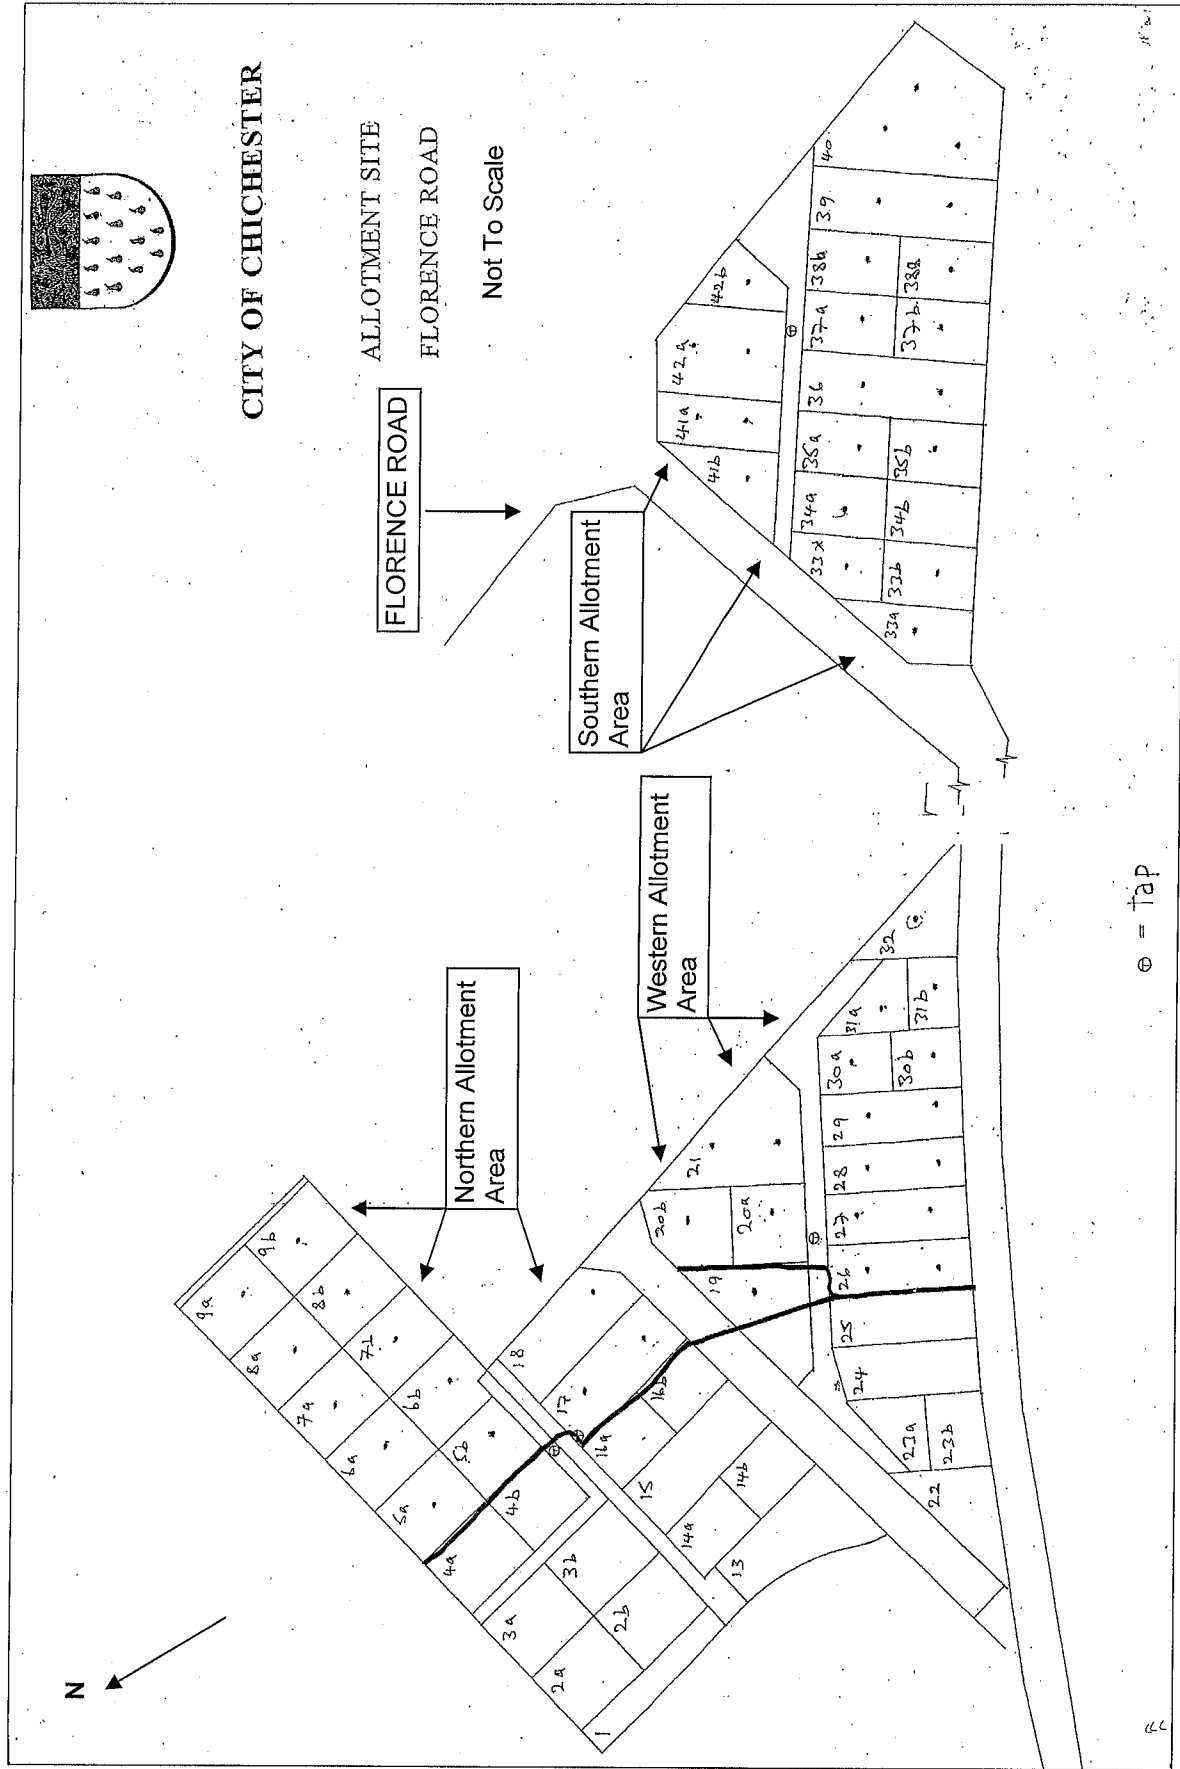 CITY OF CHICHESTER
ALLOTMENT SITE
FLORENCE ROAD
Not To Scale
FLORENCE ROAD
N
Northern Allotment
Area
Western Allotment
Area
Southern Allotment
Area
1
2a
2b
3a
3b
4a
4b
5a
5b
6a
6b
7a
7b
8a
8b
9a
9b
13
14a
14b
15
16a
16b
17
18
19
20a
20b
21
22
23a
23b
24
25
26
27
28
29
30a
30b
31a
31b
32
33a
33b
33x
34a
34b
35a
35b
36
37a
37b
38b
38a
39
40
41b
41a
42a
42b
= Tap